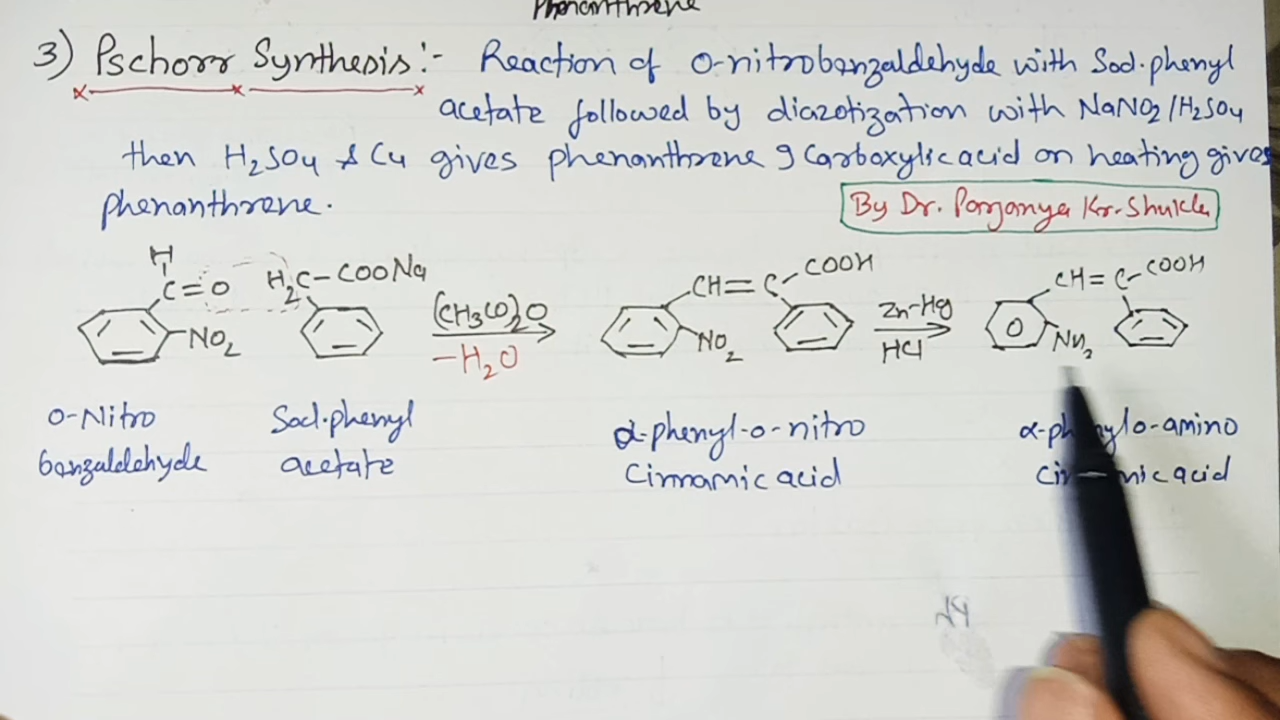 Phenanthrene
3) Pschorr Synthesis:- Reaction of O-nitrobenzaldehyde with Sod.phenyl
acetate followed by diazotization with NaNO2/H2SO4
then H2SO4 & Cu gives phenanthrene 9 Carboxylic acid on heating gives
phenanthrene.
By Dr. Parjanya Kr. Shukla
H
C=O H2C-COONa (CH3CO)2O CH=C-COOH Zn-Hg CH=C-COOH
NO2 -H2O NO2 HCl O NH2
O-Nitro Sod.phenyl α-phenyl-o-nitro α-phenylo-amino
benzaldehyde acetate Cinnamic acid acid